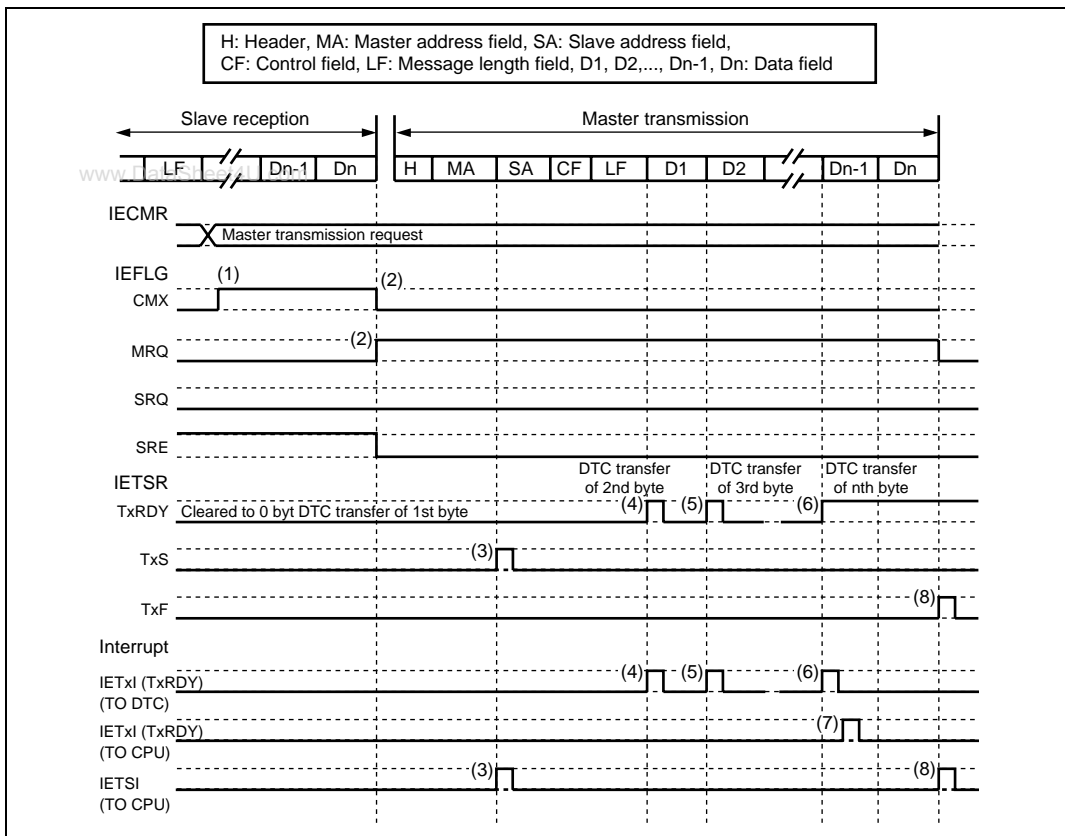 H: Header, MA: Master address field, SA: Slave address field,
CF: Control field, LF: Message length field, D1, D2,..., Dn-1, Dn: Data field
Slave reception
Master transmission
LF Dn-1 Dn H MA SA CF LF D1 D2 Dn-1 Dn
www.DataSheet4U.com
IECMR
Master transmission request
IEFLG (1) (2)
CMX
(2)
MRQ
SRQ
SRE
DTC transfer DTC transfer DTC transfer
IETSR of 2nd byte of 3rd byte of nth byte
TxRDY Cleared to 0 byt DTC transfer of 1st byte (4) (5) (6)
(3)
TxS
(8)
TxF
Interrupt
IETxI (TxRDY) (4) (5) (6)
(TO DTC)
IETxI (TxRDY) (7)
(TO CPU)
(3) (8)
IETSI
(TO CPU)